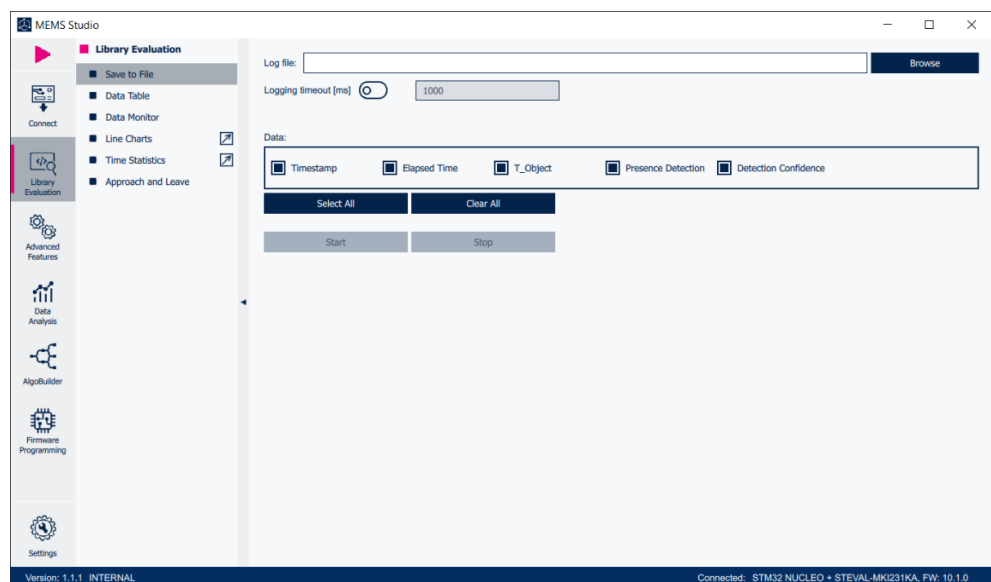 MEMS Studio
Connect
Library
Evaluation
Advanced
Features
Data
Analysis
AlgoBuilder
Firmware
Programming
Settings
Library Evaluation
Save to File
Data Table
Data Monitor
Line Charts
Time Statistics
Approach and Leave
Log file:
Browse
Logging timeout [ms]
1000
Data:
Timestamp
Elapsed Time
T_Object
Presence Detection
Detection Confidence
Select All
Clear All
Start
Stop
Version: 1.1.1 INTERNAL
Connected: STM32 NUCLEO + STEVAL-MKI231KA, FW: 10.1.0